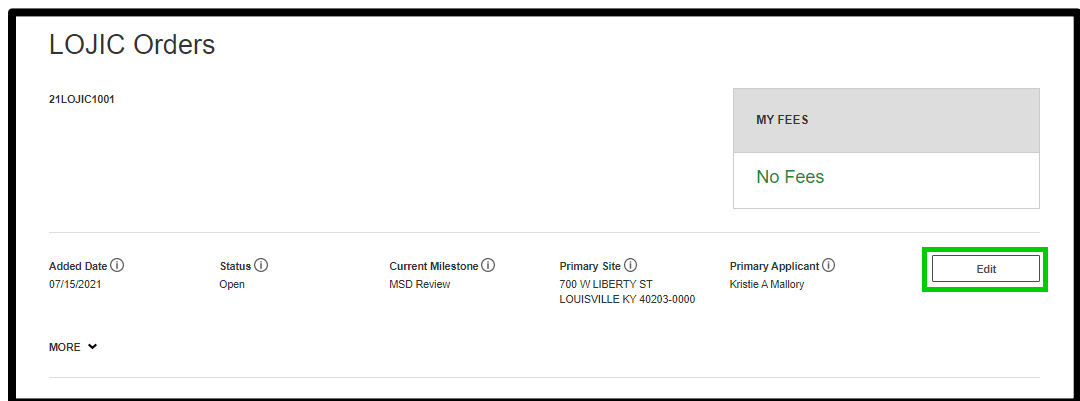 LOJIC Orders
21LOJIC1001
MY FEES
No Fees
Added Date
07/15/2021
Status
Open
Current Milestone
MSD Review
Primary Site
700 W LIBERTY ST
LOUISVILLE KY 40203-0000
Primary Applicant
Kristie A Mallory
Edit
MORE